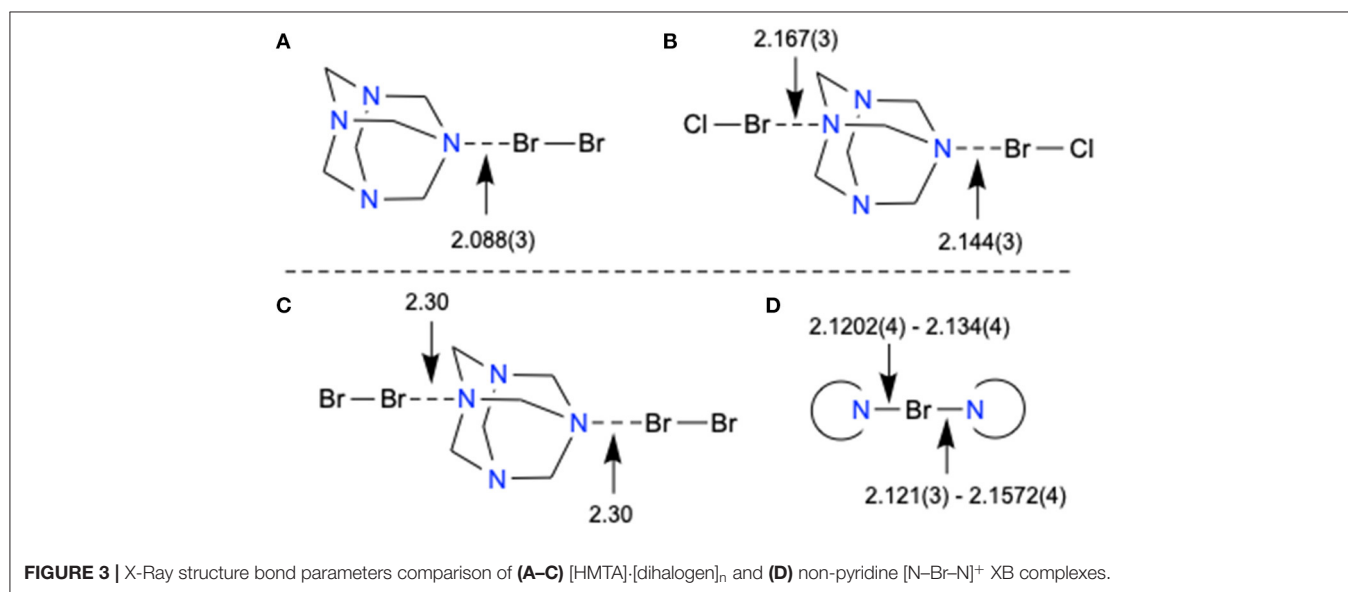 A
B
2.167(3)
N
N
N
N
Br
Br
2.088(3)
Cl
Br
N
N
N
N
Br
Cl
2.144(3)
C
D
2.30
Br
Br
N
N
N
N
Br
Br
2.30
2.1202(4) - 2.134(4)
N
Br
N
2.121(3) - 2.1572(4)
FIGURE 3 | X-Ray structure bond parameters comparison of (A–C) [HMTA]·[dihalogen]n and (D) non-pyridine [N–Br–N]+ XB complexes.